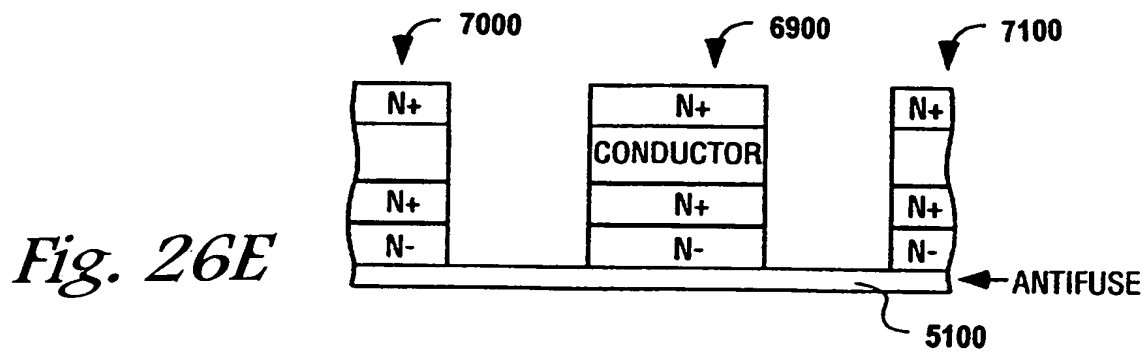 7000 6900 7100
N+ N+ N+
CONDUCTOR
N+ N+ N+
N- N- N-
Fig. 26E
ANTIFUSE
5100